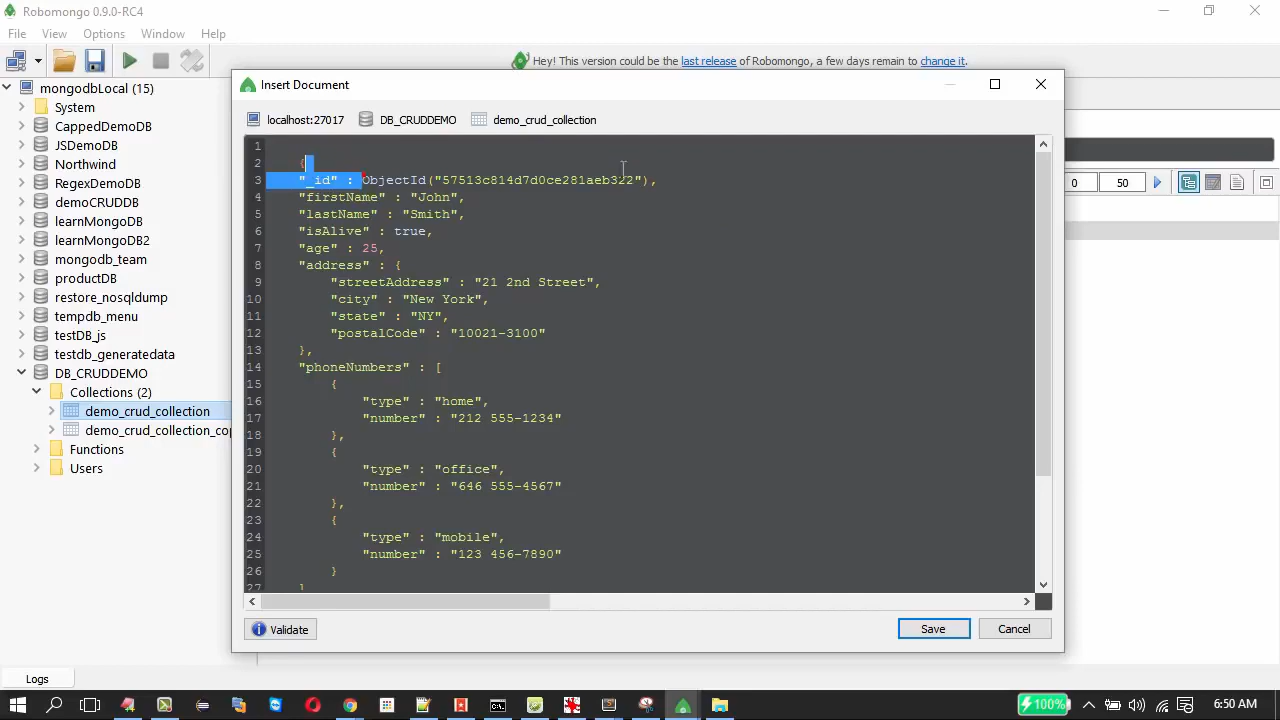 Robomongo 0.9.0-RC4
File View Options Window Help
Hey! This version could be the last release of Robomongo, a few days remain to change it.
mongodbLocal (15)
System
CappedDemoDB
JSDemoDB
Northwind
RegexDemoDB
demoCRUDDB
learnMongoDB
learnMongoDB2
mongodb_team
productDB
restore_nosqldump
tempdb_menu
testDB_js
testdb_generatedata
DB_CRUDDEMO
Collections (2)
demo_crud_collection
demo_crud_collection_cop
Functions
Users
Logs
0 50
Insert Document
localhost:27017 DB_CRUDDEMO demo_crud_collection
1
2 {
3 "_id" : ObjectId("57513c814d7d0ce281aeb322"),
4 "firstName" : "John",
5 "lastName" : "Smith",
6 "isAlive" : true,
7 "age" : 25,
8 "address" : {
9 "streetAddress" : "21 2nd Street",
10 "city" : "New York",
11 "state" : "NY",
12 "postalCode" : "10021-3100"
13 },
14 "phoneNumbers" : [
15 {
16 "type" : "home",
17 "number" : "212 555-1234"
18 },
19 {
20 "type" : "office",
21 "number" : "646 555-4567"
22 },
23 {
24 "type" : "mobile",
25 "number" : "123 456-7890"
26 }
27 ]
Validate Save Cancel
100% 6:50 AM